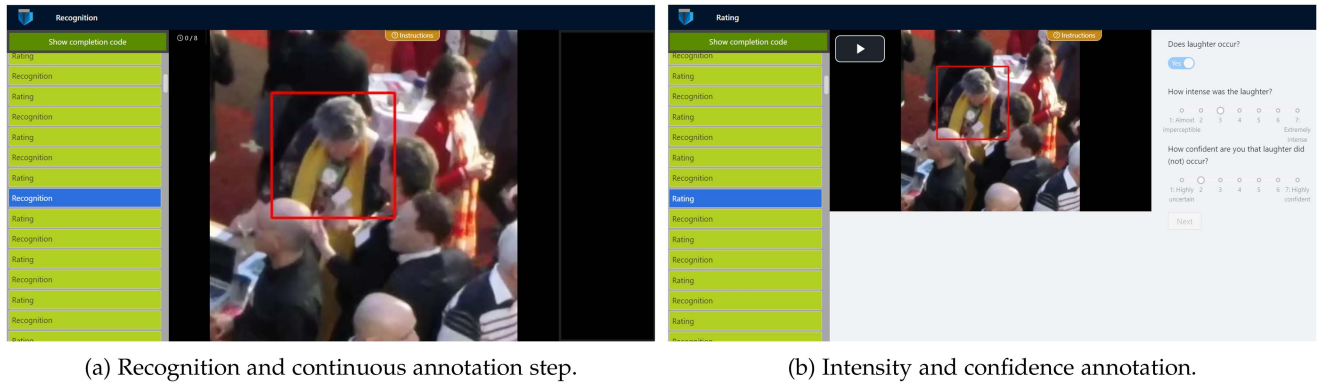 Recognition
Show completion code
0 / 8
Instructions
Rating
Recognition
Rating
Recognition
Rating
Recognition
Rating
Recognition
Rating
Recognition
Rating
Recognition
Rating
Recognition
Rating
(a) Recognition and continuous annotation step.
Rating
Show completion code
Instructions
Recognition
Rating
Recognition
Rating
Recognition
Rating
Recognition
Rating
Recognition
Rating
Recognition
Rating
Recognition
Rating
Recognition
Does laughter occur?
Yes
How intense was the laughter?
1: Almost 2 3 4 5 6 7:
imperceptible Extremely
intense
How confident are you that laughter did
(not) occur?
1: Highly 2 3 4 5 6 7: Highly
uncertain confident
Next
(b) Intensity and confidence annotation.